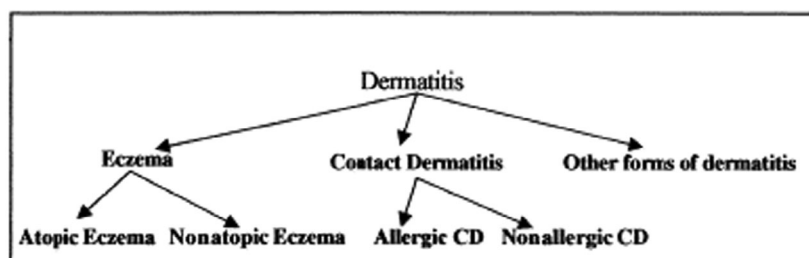 Dermatitis
Eczema Contact Dermatitis Other forms of dermatitis
Atopic Eczema Nonatopic Eczema Allergic CD Nonallergic CD